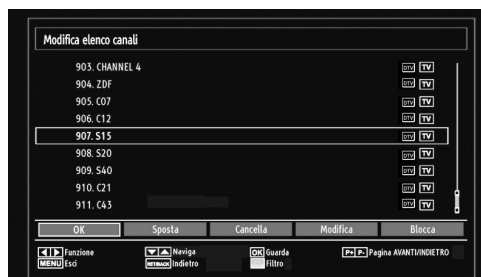 Modifica elenco canali
903. CHANNEL 4 DTV TV
904. ZDF DTV TV
905. C07 DTV TV
906. C12 DTV TV
907. S15 DTV TV
908. S20 DTV TV
909. S40 DTV TV
910. C21 DTV TV
911. C43 DTV TV
OK Sposta Cancella Modifica Blocca
Funzione Naviga OK Guarda P+ P- Pagina AVANTI/INDIETRO
MENU Esci RET/BACK Indietro Filtro